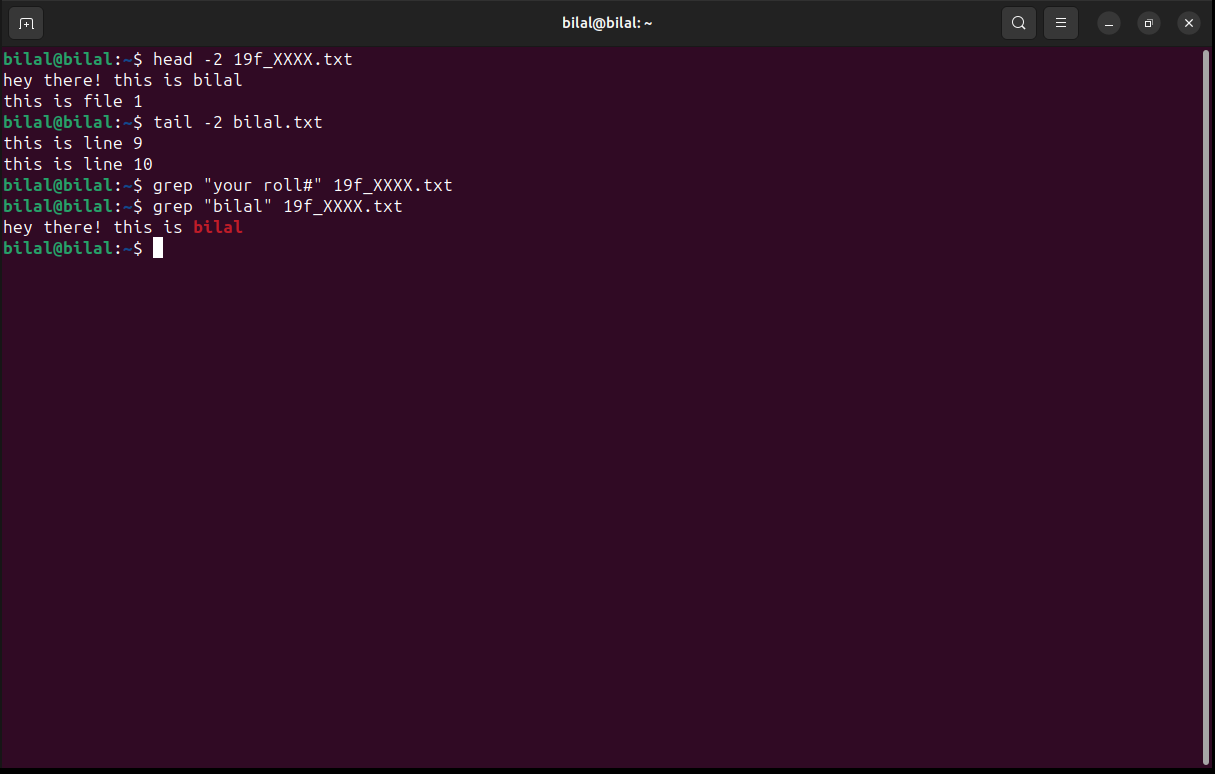 bilal@bilal: ~
bilal@bilal:~$ head -2 19f_XXXX.txt
hey there! this is bilal
this is file 1
bilal@bilal:~$ tail -2 bilal.txt
this is line 9
this is line 10
bilal@bilal:~$ grep "your roll#" 19f_XXXX.txt
bilal@bilal:~$ grep "bilal" 19f_XXXX.txt
hey there! this is bilal
bilal@bilal:~$